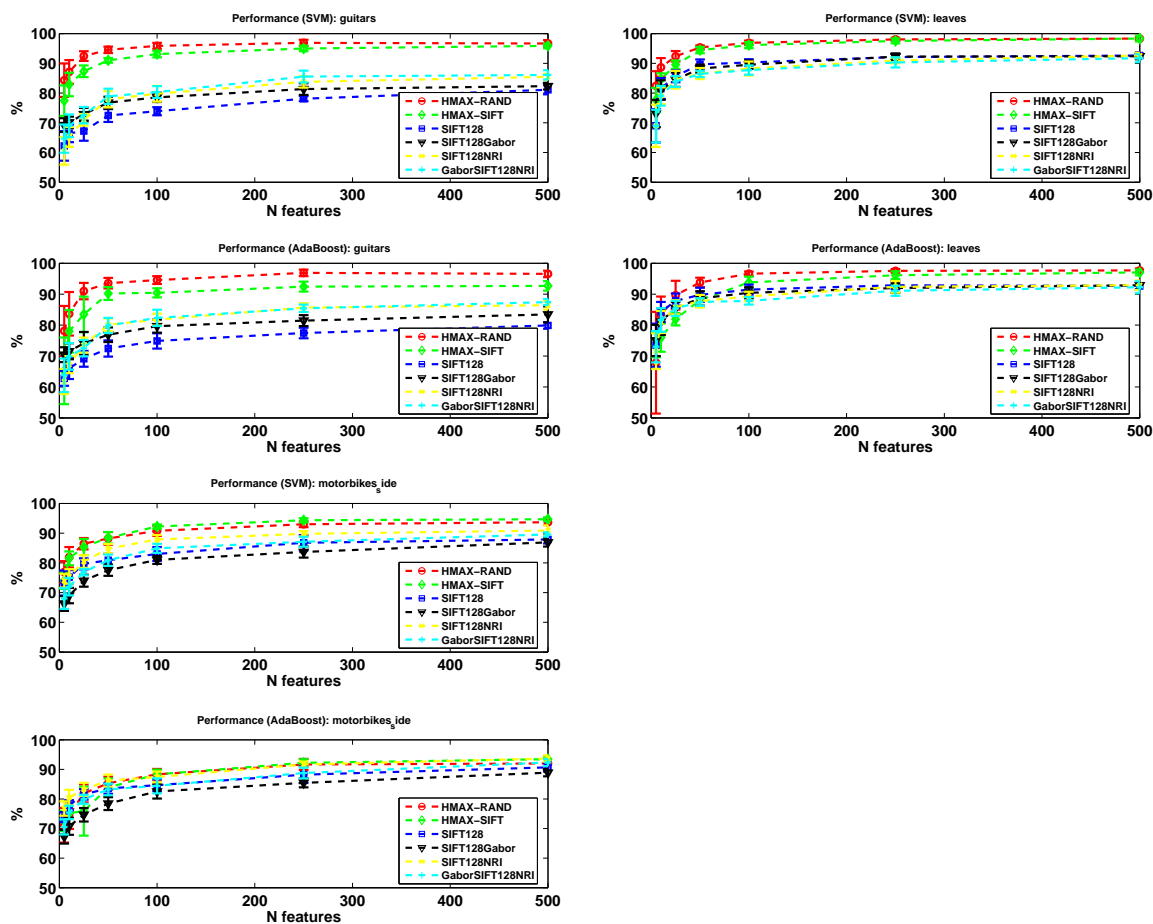 Performance (SVM): guitars
100
90
80
70
60
50
%
0
100
200
300
400
500
N features
HMAX−RAND
HMAX−SIFT
SIFT128
SIFT128Gabor
SIFT128NRI
GaborSIFT128NRI
Performance (SVM): leaves
100
90
80
70
60
50
%
0
100
200
300
400
500
N features
HMAX−RAND
HMAX−SIFT
SIFT128
SIFT128Gabor
SIFT128NRI
GaborSIFT128NRI
Performance (AdaBoost): guitars
100
90
80
70
60
50
%
0
100
200
300
400
500
N features
HMAX−RAND
HMAX−SIFT
SIFT128
SIFT128Gabor
SIFT128NRI
GaborSIFT128NRI
Performance (AdaBoost): leaves
100
90
80
70
60
50
%
0
100
200
300
400
500
N features
HMAX−RAND
HMAX−SIFT
SIFT128
SIFT128Gabor
SIFT128NRI
GaborSIFT128NRI
Performance (SVM): motorbikesside
100
90
80
70
60
50
%
0
100
200
300
400
500
N features
HMAX−RAND
HMAX−SIFT
SIFT128
SIFT128Gabor
SIFT128NRI
GaborSIFT128NRI
Performance (AdaBoost): motorbikesside
100
90
80
70
60
50
%
0
100
200
300
400
500
N features
HMAX−RAND
HMAX−SIFT
SIFT128
SIFT128Gabor
SIFT128NRI
GaborSIFT128NRI